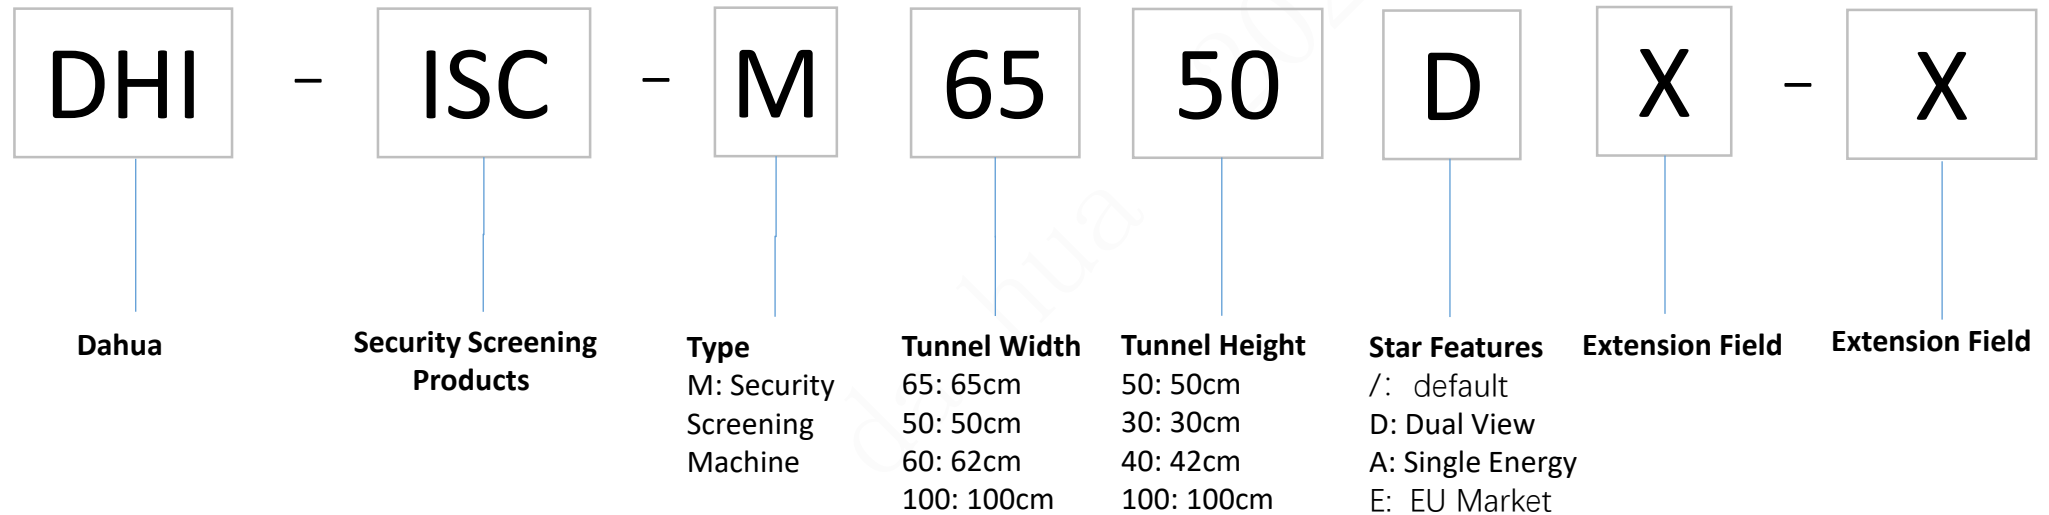 DHI - ISC - M 65 50 D X - X
Dahua
Security Screening
Products
Type
M: Security
Screening
Machine
Tunnel Width
65: 65cm
50: 50cm
60: 62cm
100: 100cm
Tunnel Height
50: 50cm
30: 30cm
40: 42cm
100: 100cm
Star Features
/: default
D: Dual View
A: Single Energy
E: EU Market
Extension Field
Extension Field